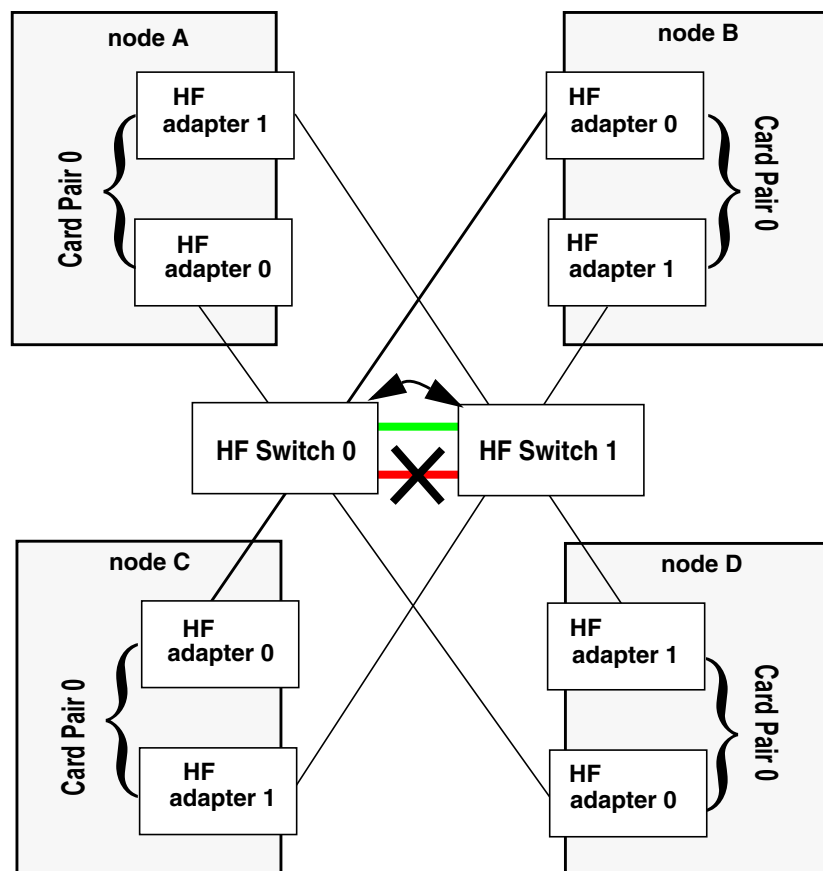 node A
HF
adapter 1
Card Pair 0
HF
adapter 0
node B
HF
adapter 0
Card Pair 0
HF
adapter 1
HF Switch 0
HF Switch 1
node C
HF
adapter 0
Card Pair 0
HF
adapter 1
node D
HF
adapter 1
Card Pair 0
HF
adapter 0